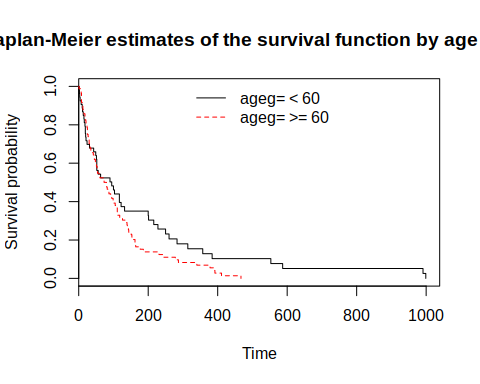 aplan-Meier estimates of the survival function by age
ageg= < 60
ageg= >= 60
Survival probability
1.0
0.8
0.6
0.4
0.2
0.0
0 200 400 600 800 1000
Time